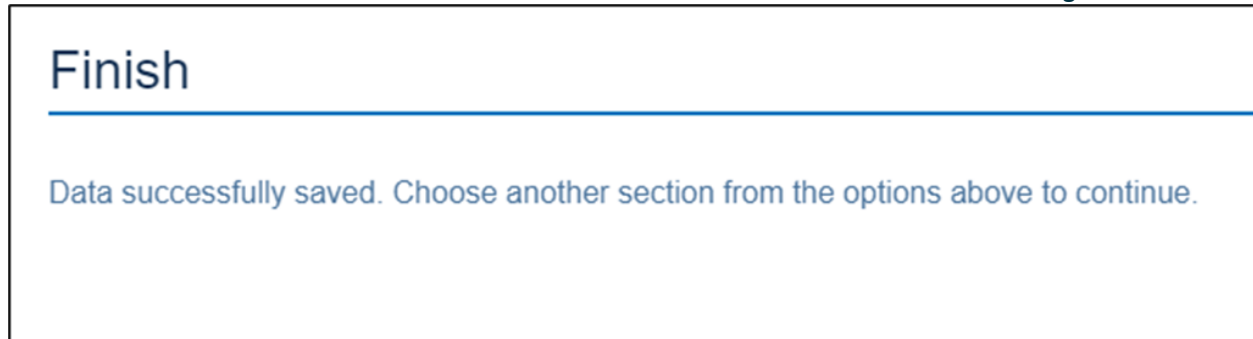 Finish
Data successfully saved. Choose another section from the options above to continue.